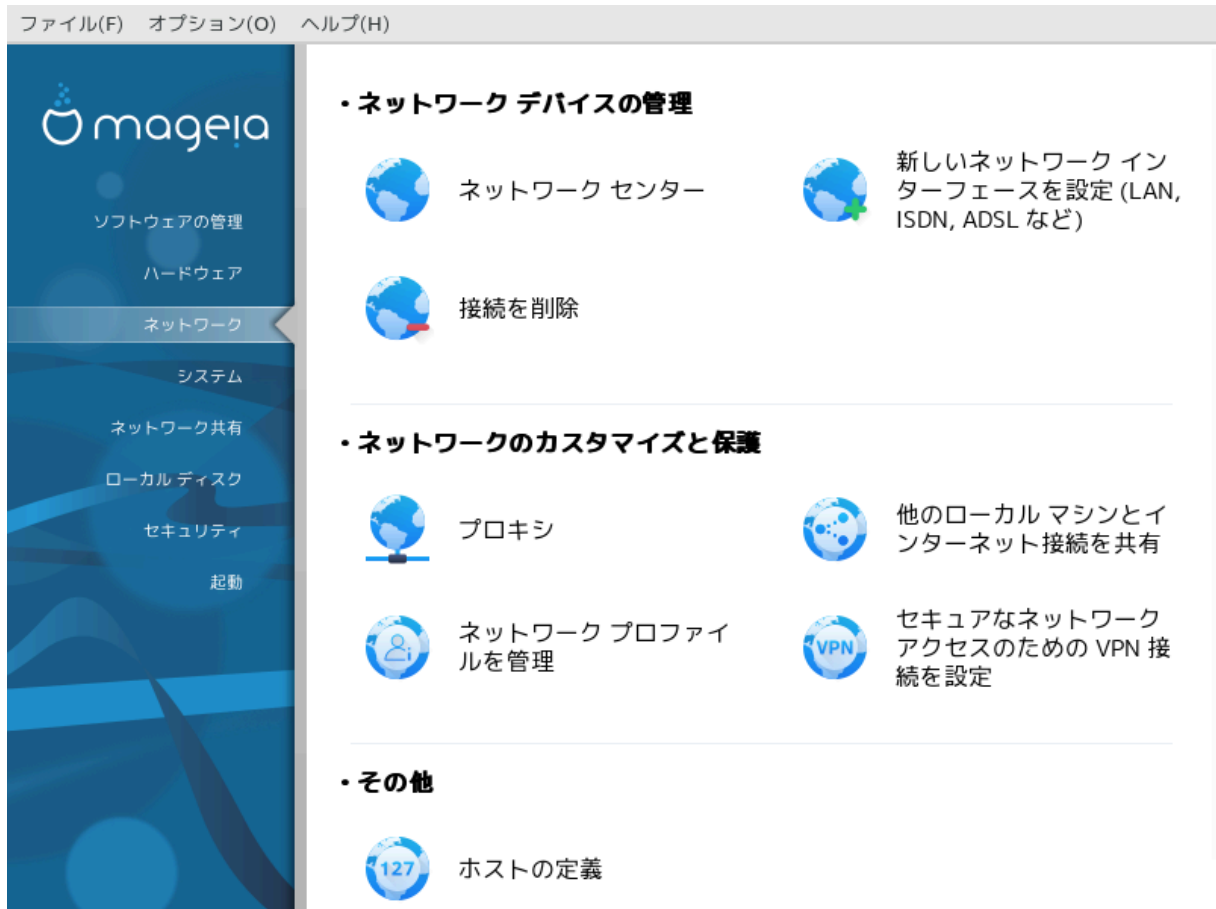 ファイル(F) オプション(O) ヘルプ(H)
mageia
ソフトウェアの管理
ハードウェア
ネットワーク
システム
ネットワーク共有
ローカル ディスク
セキュリティ
起動
・ネットワーク デバイスの管理
ネットワーク センター
新しいネットワーク イン
ターフェースを設定 (LAN,
ISDN, ADSL など)
接続を削除
・ネットワークのカスタマイズと保護
プロキシ
他のローカル マシンとイ
ンターネット接続を共有
ネットワーク プロファイ
ルを管理
VPN
セキュアなネットワーク
アクセスのための VPN 接
続を設定
・その他
127
ホストの定義